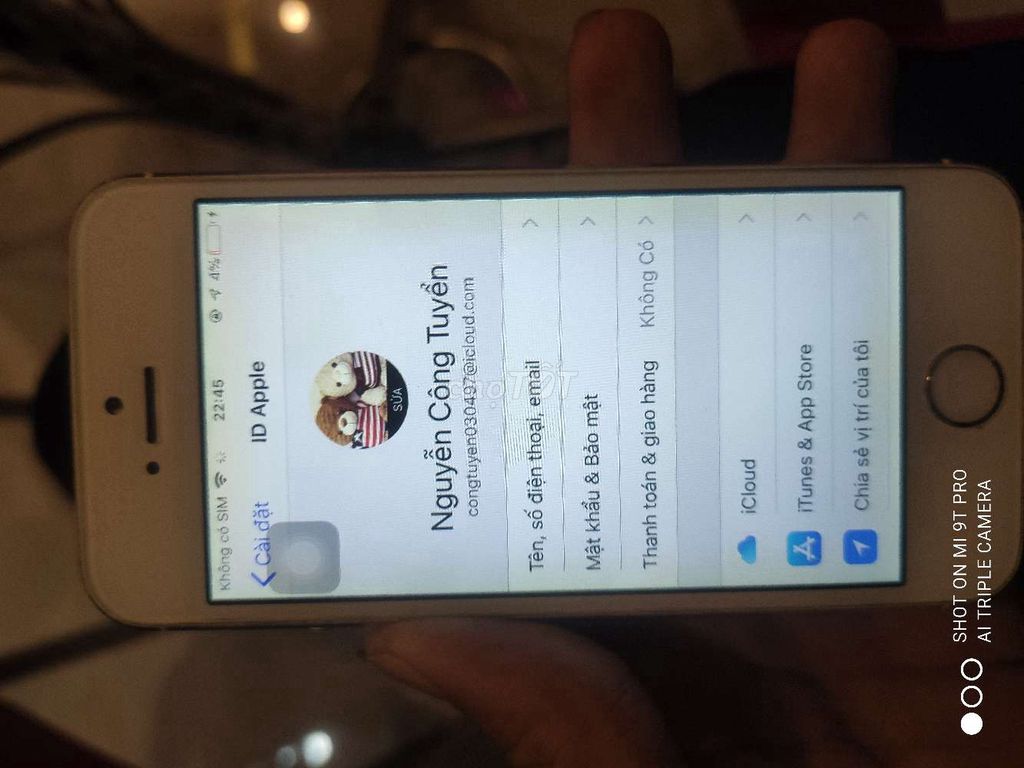 Không có SIM 22:45 4%
Cài đặt ID Apple
SỬA
Nguyễn Công Tuyển
congtuyen030497@icloud.com
Tên, số điện thoại, email
Mật khẩu & Bảo mật
Thanh toán & giao hàng Không Có
iCloud
iTunes & App Store
Chia sẻ vị trí của tôi
chợTỐT
SHOT ON MI 9T PRO
AI TRIPLE CAMERA